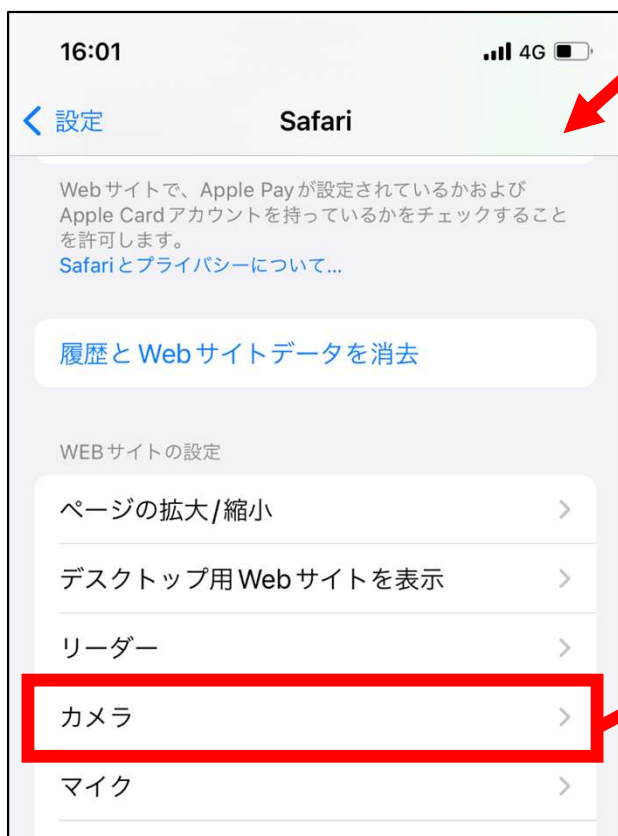 16:01
4G
設定
Safari
Webサイトで、Apple Payが設定されているかおよび
Apple Cardアカウントを持っているかをチェックすること
を許可します。
Safariとプライバシーについて...
履歴とWebサイトデータを消去
WEBサイトの設定
ページの拡大/縮小
デスクトップ用Webサイトを表示
リーダー
カメラ
マイク